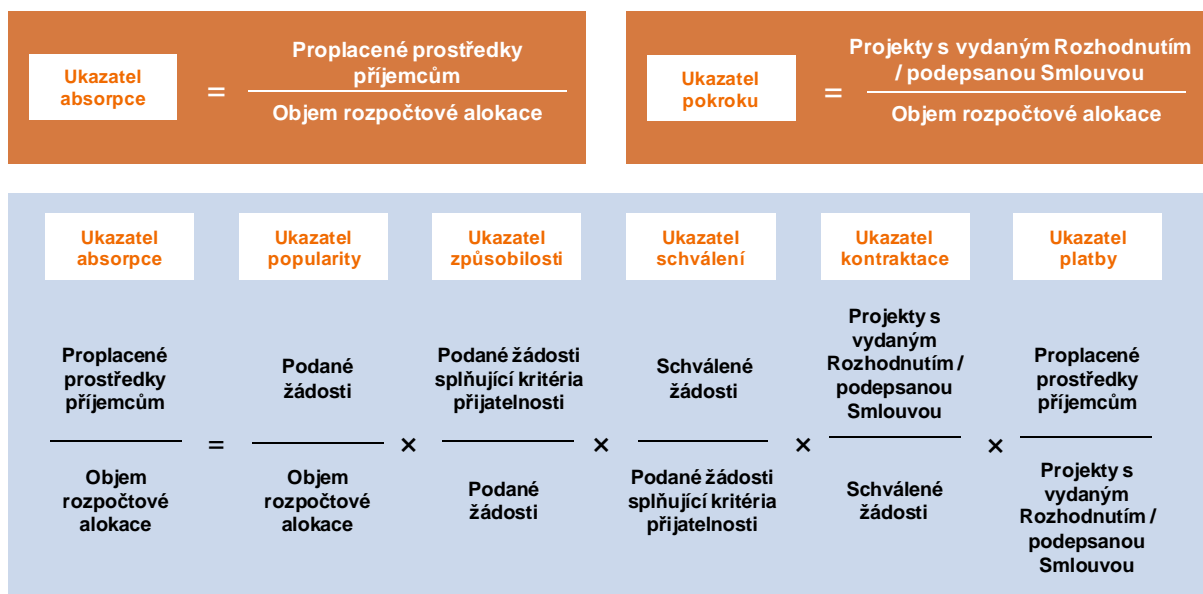 Ukazatel
absorpce
=
Proplacené prostředky
příjemcům
Objem rozpočtové alokace
Ukazatel
pokroku
=
Projekty s vydaným Rozhodnutím
/ podepsanou Smlouvou
Objem rozpočtové alokace
Ukazatel
absorpce
Ukazatel
popularity
Ukazatel
způsobilosti
Ukazatel
schválení
Ukazatel
kontraktace
Ukazatel
platby
Proplacené
prostředky
příjemcům
Objem
rozpočtové
alokace
=
Podané
žádosti
Objem
rozpočtové
alokace
×
Podané žádosti
splňující kritéria
přijatelnosti
Podané
žádosti
×
Schválené
žádosti
Podané žádosti
splňující kritéria
přijatelnosti
×
Projekty s
vydaným
Rozhodnutím /
podepsanou
Smlouvou
Schválené
žádosti
×
Proplacené
prostředky
příjemcům
Projekty s
vydaným
Rozhodnutím /
podepsanou
Smlouvou